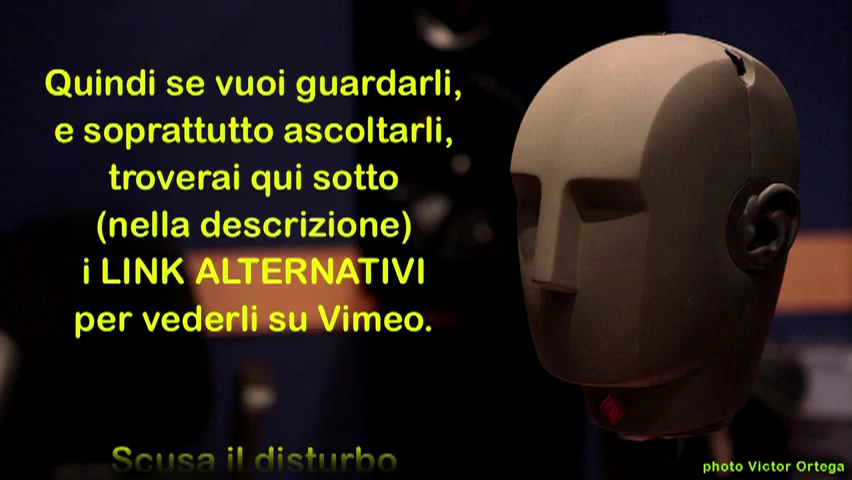 Quindi se vuoi guardarli,
e soprattutto ascoltarli,
troverai qui sotto
(nella descrizione)
i LINK ALTERNATIVI
per vederli su Vimeo.
Scusa il disturbo
photo Victor Ortega